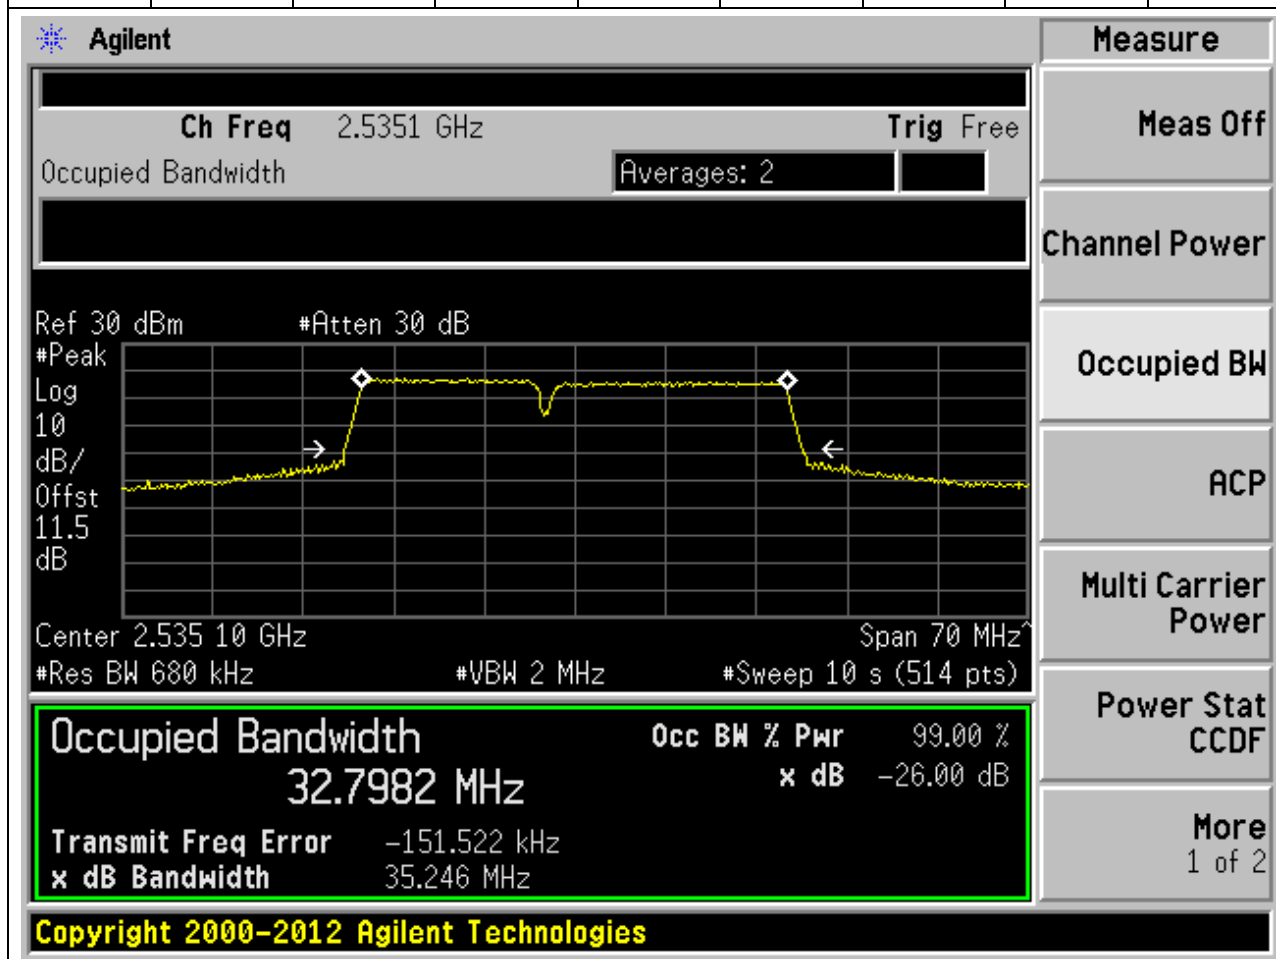 Agilent
Measure
Ch Freq 2.5351 GHz Trig Free
Meas Off
Occupied Bandwidth Averages: 2
Channel Power
Ref 30 dBm #Atten 30 dB
#Peak
Log
10
dB/
Offst
11.5
dB
Occupied BW
ACP
Multi Carrier
Power
Center 2.535 10 GHz Span 70 MHz^
#Res BW 680 kHz #VBW 2 MHz #Sweep 10 s (514 pts)
Power Stat
CCDF
Occupied Bandwidth Occ BW % Pwr 99.00 %
32.7982 MHz x dB -26.00 dB
Transmit Freq Error -151.522 kHz
x dB Bandwidth 35.246 MHz
More
1 of 2
Copyright 2000-2012 Agilent Technologies